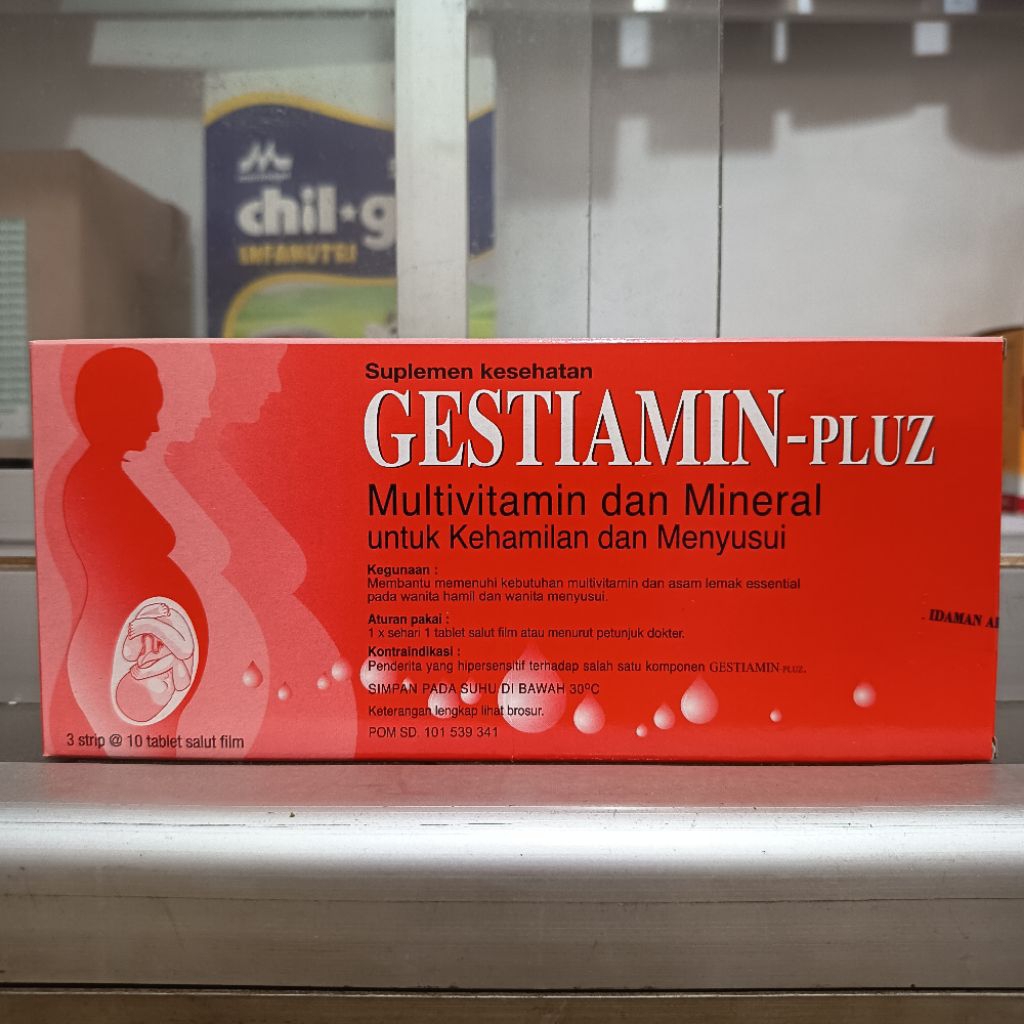 chil★g
INFANUTRI
Suplemen kesehatan
GESTIAMIN-PLUZ
Multivitamin dan Mineral
untuk Kehamilan dan Menyusui
Kegunaan :
Membantu memenuhi kebutuhan multivitamin dan asam lemak essential
pada wanita hamil dan wanita menyusui.
Aturan pakai :
1 x sehari 1 tablet salut film atau menurut petunjuk dokter.
Kontraindikasi :
Penderita yang hipersensitif terhadap salah satu komponen GESTIAMIN-PLUZ.
SIMPAN PADA SUHU DI BAWAH 30°C
Keterangan lengkap lihat brosur.
POM SD. 101 539 341
3 strip @ 10 tablet salut film
IDAMAN